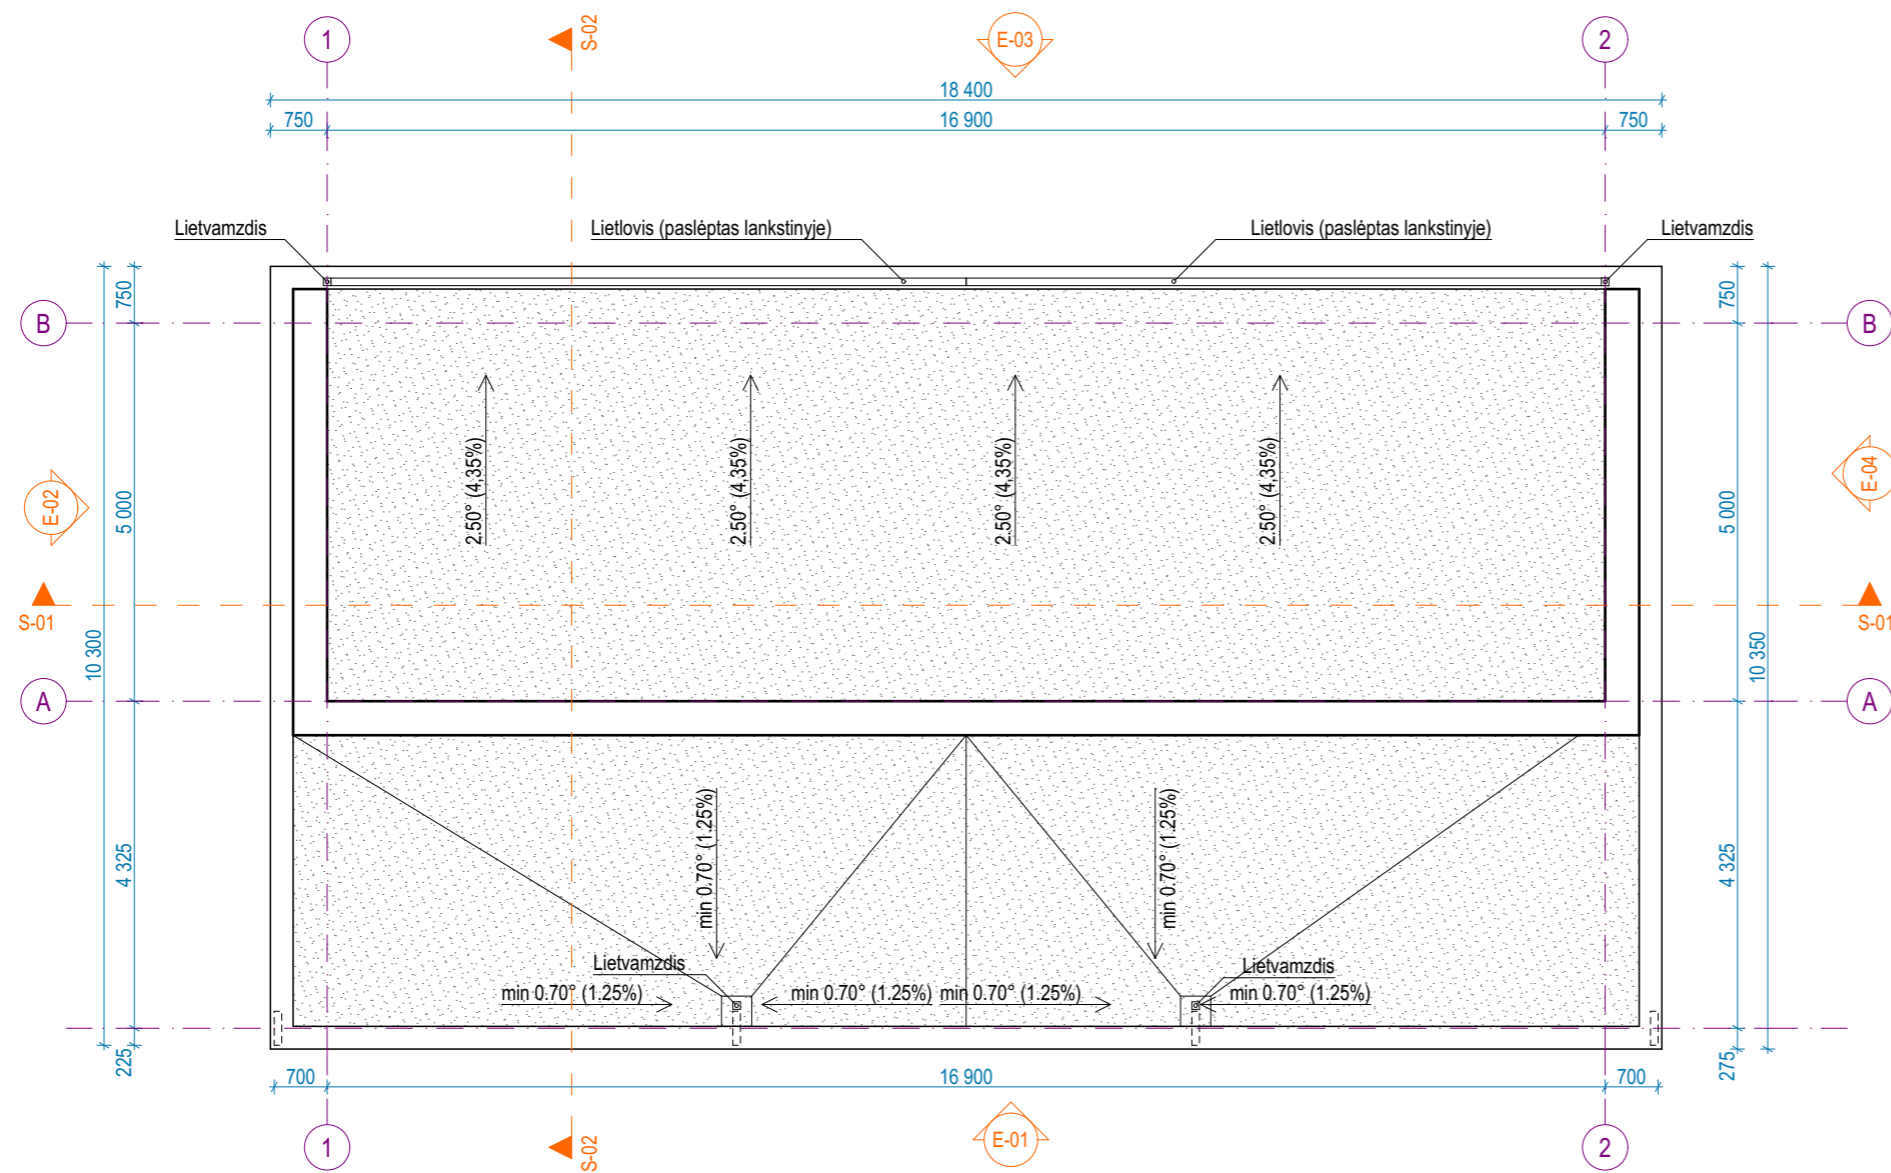 1
S-02
E-03
2
18 400
750
16 900
750
Lietvamzdis
Lietlovis (paslėptas lankstinyje)
Lietlovis (paslėptas lankstinyje)
Lietvamzdis
750
750
B
B
2.50° (4,35%)
2.50° (4,35%)
2.50° (4,35%)
2.50° (4,35%)
E-02
E-04
5 000
5 000
S-01
S-01
10 300
10 350
A
A
4 325
4 325
min 0.70° (1.25%)
min 0.70° (1.25%)
Lietvamzdis
Lietvamzdis
min 0.70° (1.25%)
min 0.70° (1.25%)
min 0.70° (1.25%)
min 0.70° (1.25%)
225
275
700
16 900
700
1
S-02
E-01
2